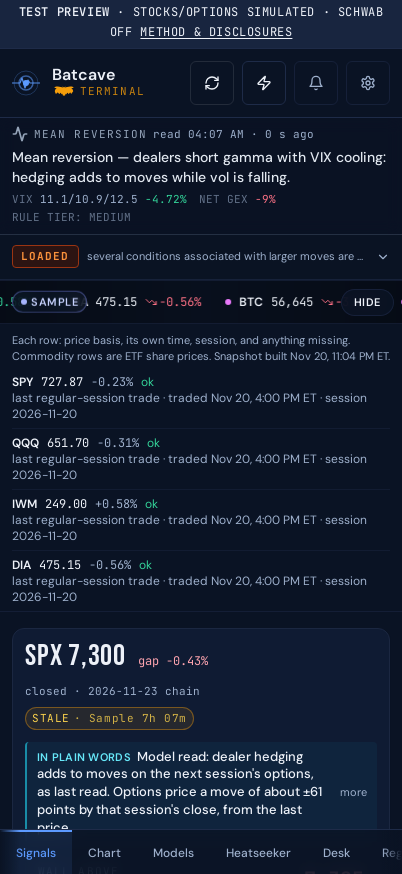 TEST PREVIEW · STOCKS/OPTIONS SIMULATED · SCHWAB
OFF METHOD & DISCLOSURES
Batcave
TERMINAL
MEAN REVERSION read 04:07 AM · 0 s ago
Mean reversion — dealers short gamma with VIX cooling:
hedging adds to moves while vol is falling.
VIX 11.1/10.9/12.5 -4.72% NET GEX -9%
RULE TIER: MEDIUM
LOADED several conditions associated with larger moves are …
SAMPLE 475.15 -0.56% BTC 56,645 HIDE
Each row: price basis, its own time, session, and anything missing.
Commodity rows are ETF share prices. Snapshot built Nov 20, 11:04 PM ET.
SPY 727.87 -0.23% ok
last regular-session trade · traded Nov 20, 4:00 PM ET · session
2026-11-20
QQQ 651.70 -0.31% ok
last regular-session trade · traded Nov 20, 4:00 PM ET · session
2026-11-20
IWM 249.00 +0.58% ok
last regular-session trade · traded Nov 20, 4:00 PM ET · session
2026-11-20
DIA 475.15 -0.56% ok
last regular-session trade · traded Nov 20, 4:00 PM ET · session
2026-11-20
SPX 7,300 gap -0.43%
closed · 2026-11-23 chain
STALE · Sample 7h 07m
IN PLAIN WORDS Model read: dealer hedging
adds to moves on the next session's options,
as last read. Options price a move of about ±61
points by that session's close, from the last
price.
more
Signals Chart Models Heatseeker Desk